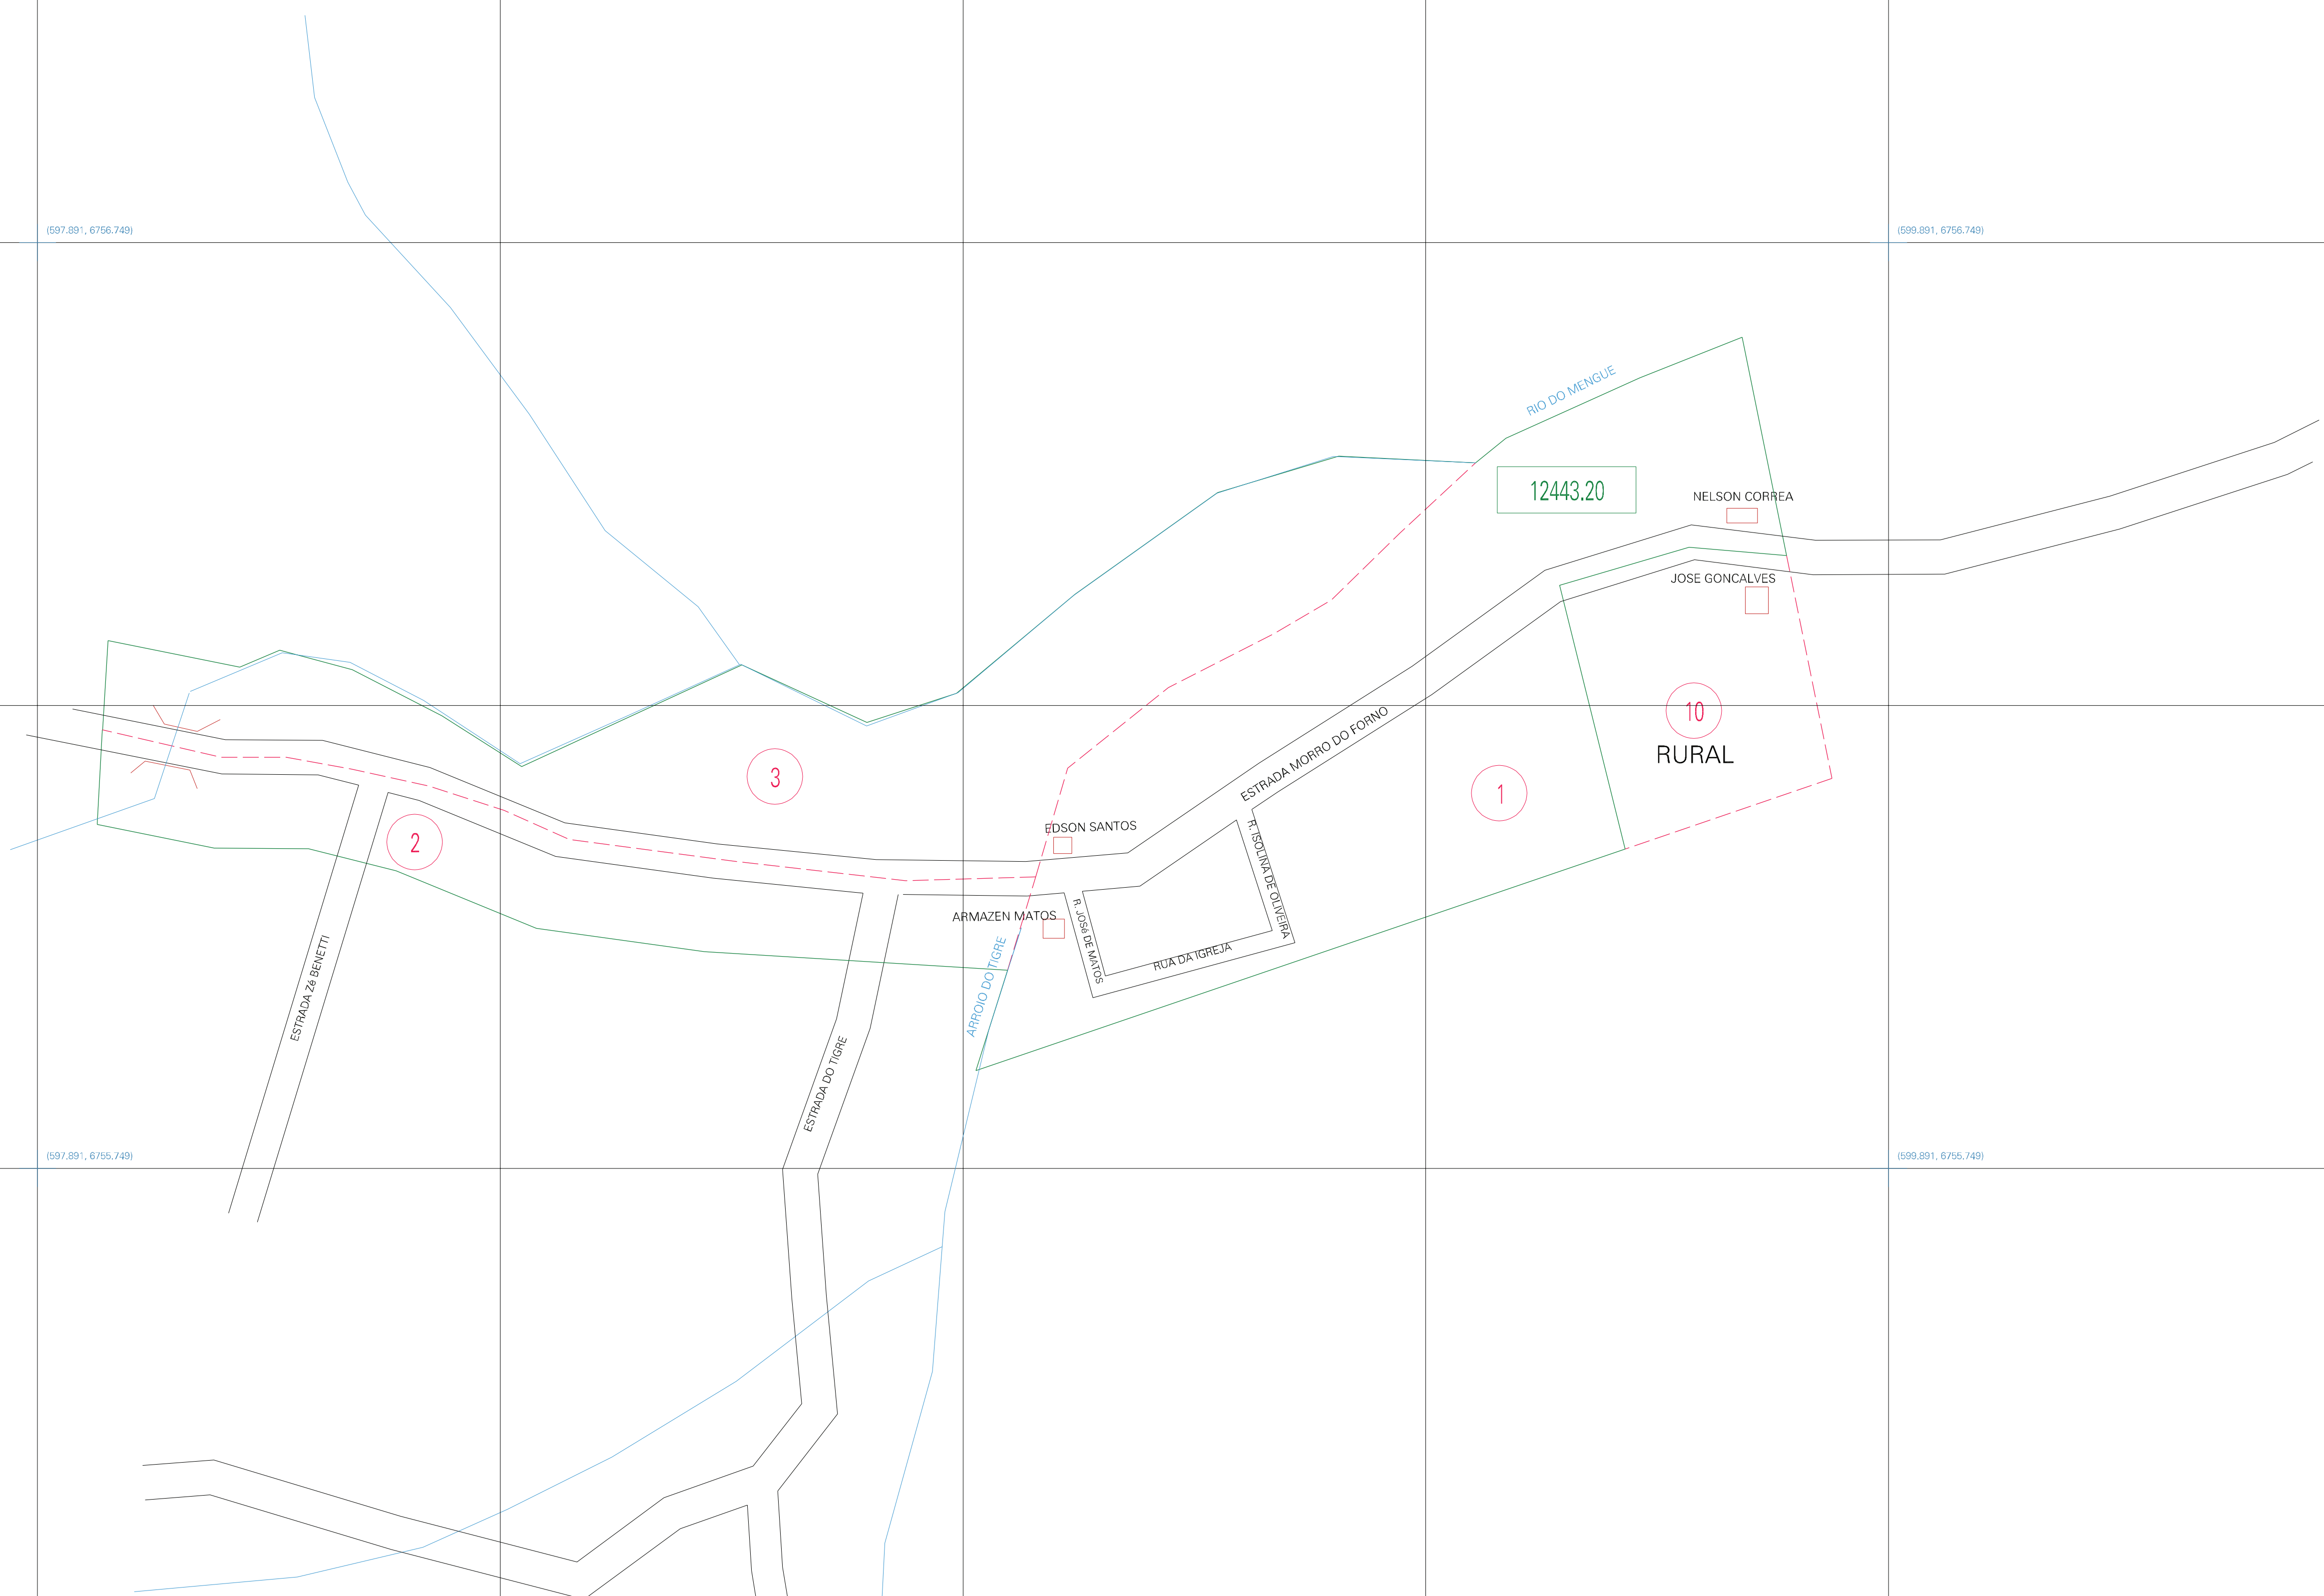 (597.891, 6756.749)
(599.891, 6756.749)
RIO DO MENGUE
12443.20
NELSON CORREA
JOSE GONCALVES
10
RURAL
3
1
ESTRADA MORRO DO FORNO
2
EDSON SANTOS
R. ISOLINA DE OLIVEIRA
ARMAZEN MATOS
R. JOSé DE MATOS
RUA DA IGREJA
ARROIO DO TIGRE
ESTRADA Zé BENETTI
ESTRADA DO TIGRE
(597.891, 6755.749)
(599.891, 6755.749)